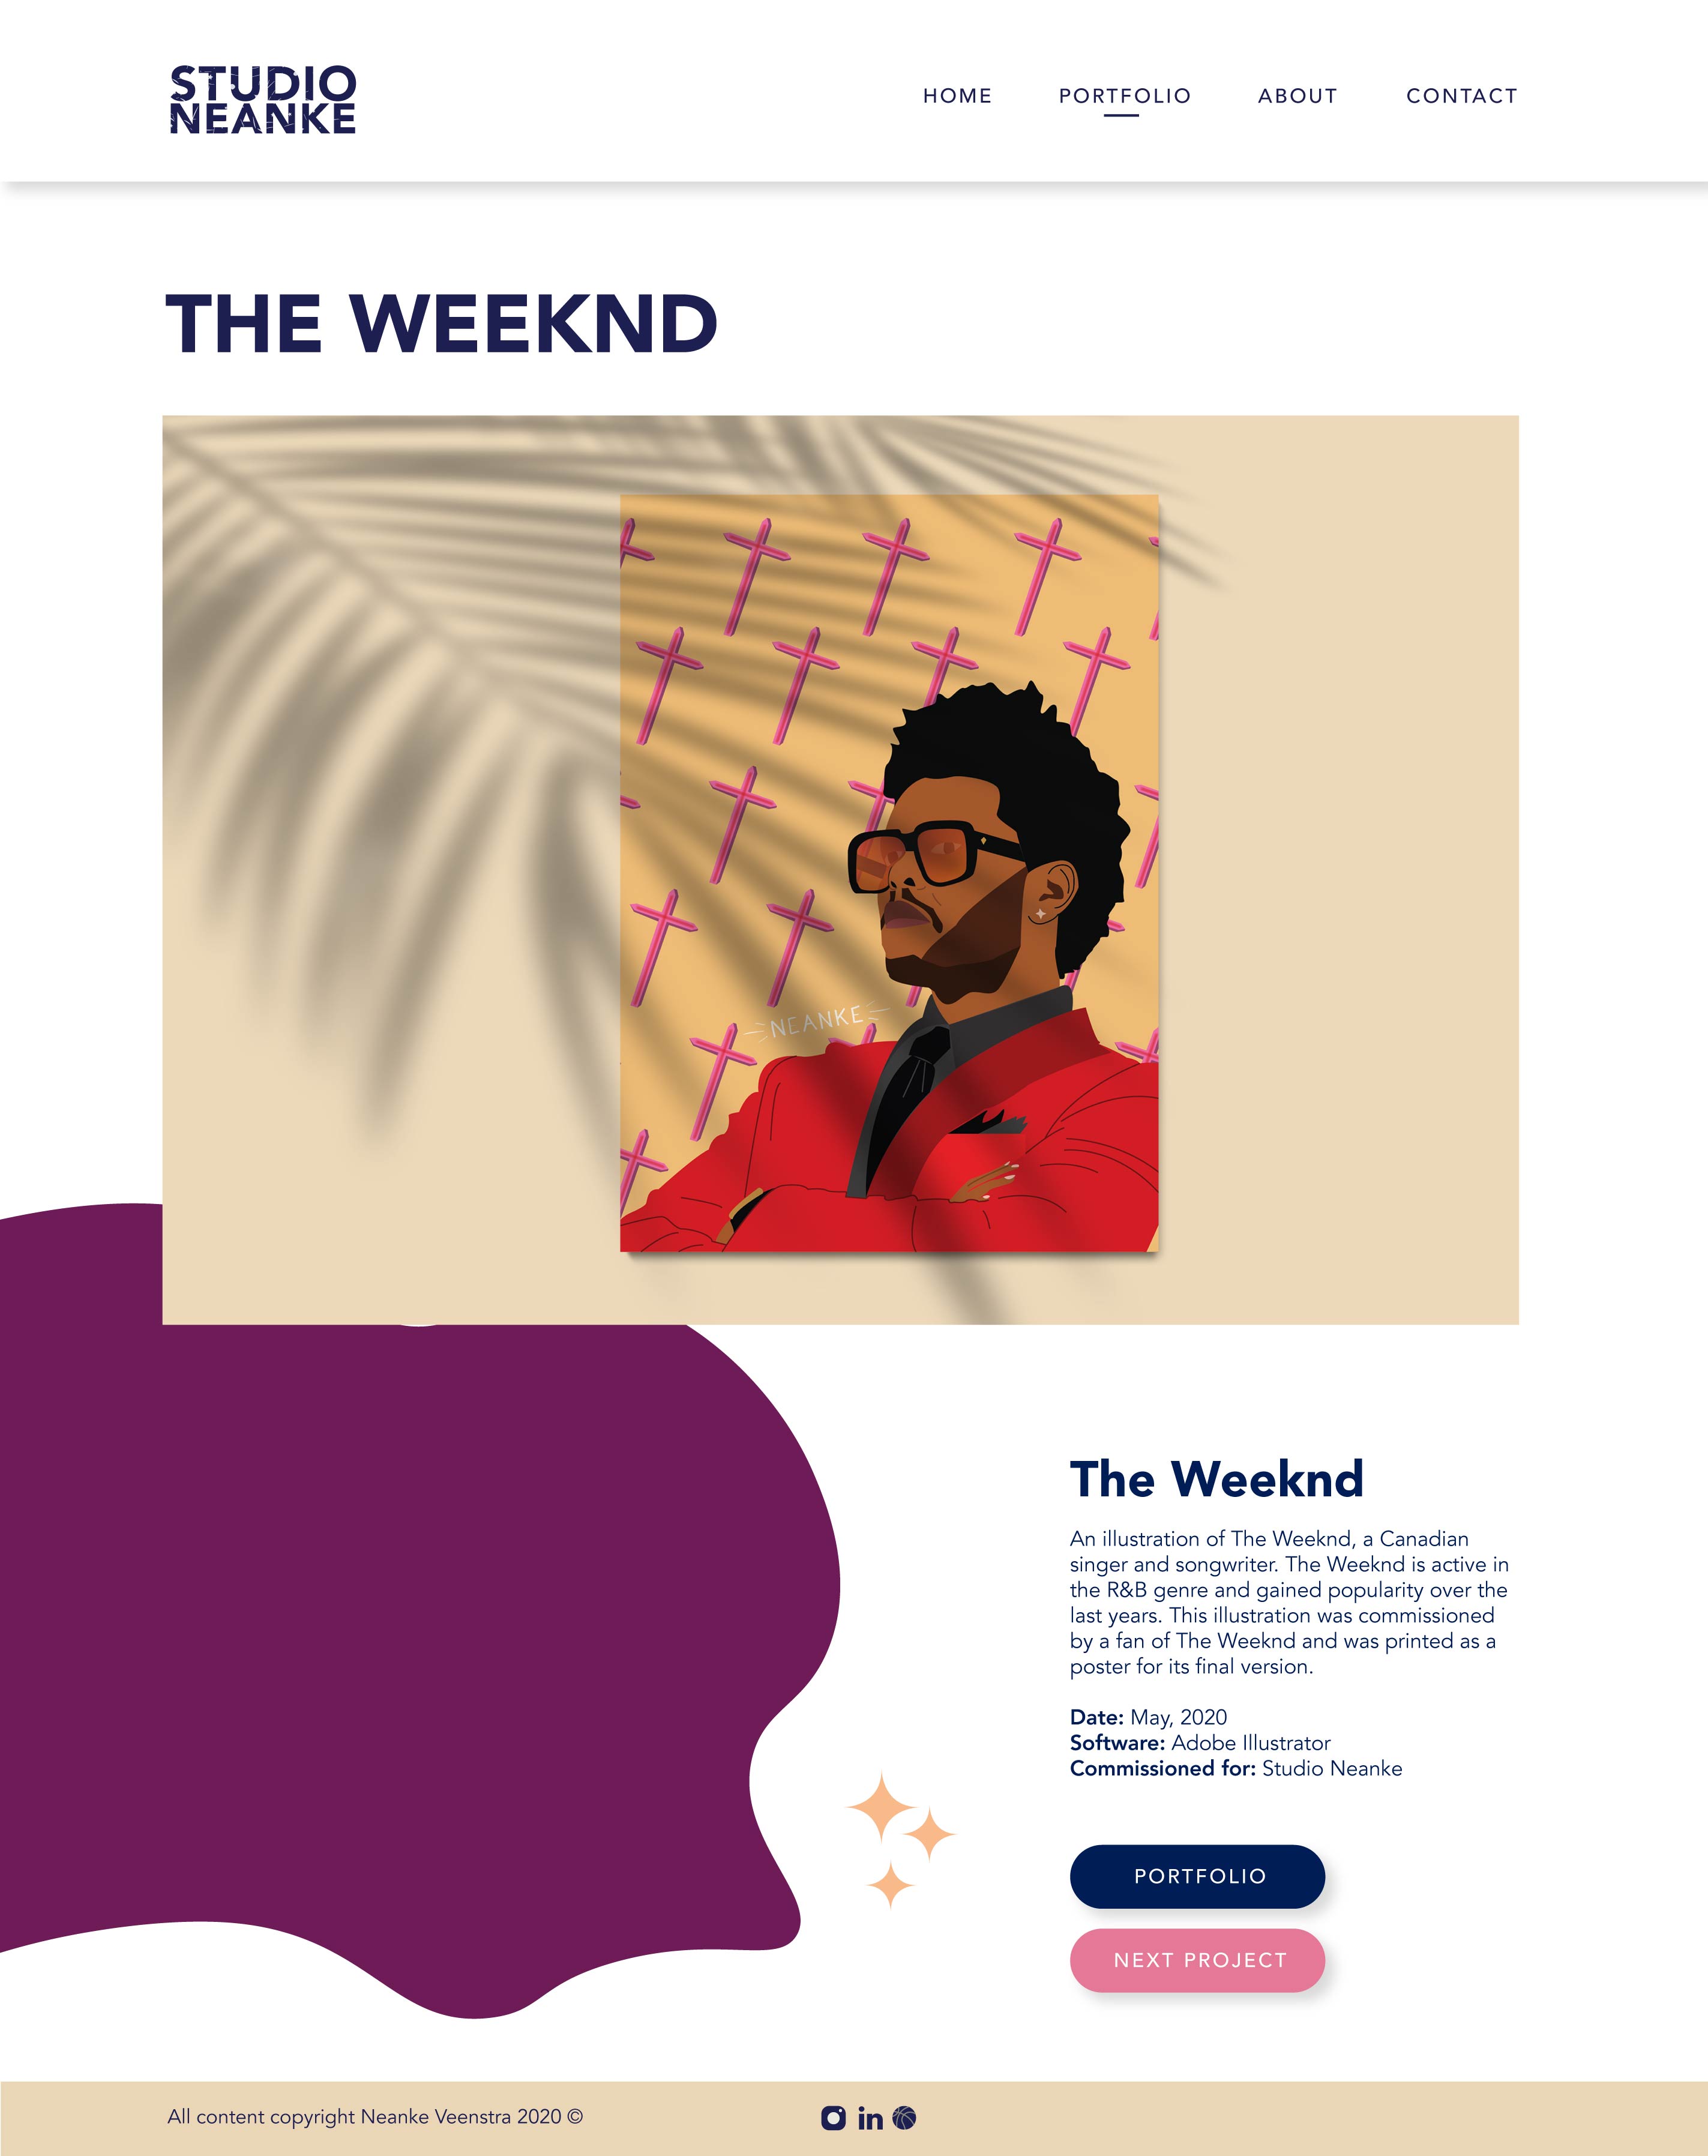 STUDIO
NEANKE
HOME PORTFOLIO ABOUT CONTACT
THE WEEKND
NEANKE
The Weeknd
An illustration of The Weeknd, a Canadian
singer and songwriter. The Weeknd is active in
the R&B genre and gained popularity over the
last years. This illustration was commissioned
by a fan of The Weeknd and was printed as a
poster for its final version.
Date: May, 2020
Software: Adobe Illustrator
Commissioned for: Studio Neanke
PORTFOLIO
NEXT PROJECT
All content copyright Neanke Veenstra 2020 ©
in